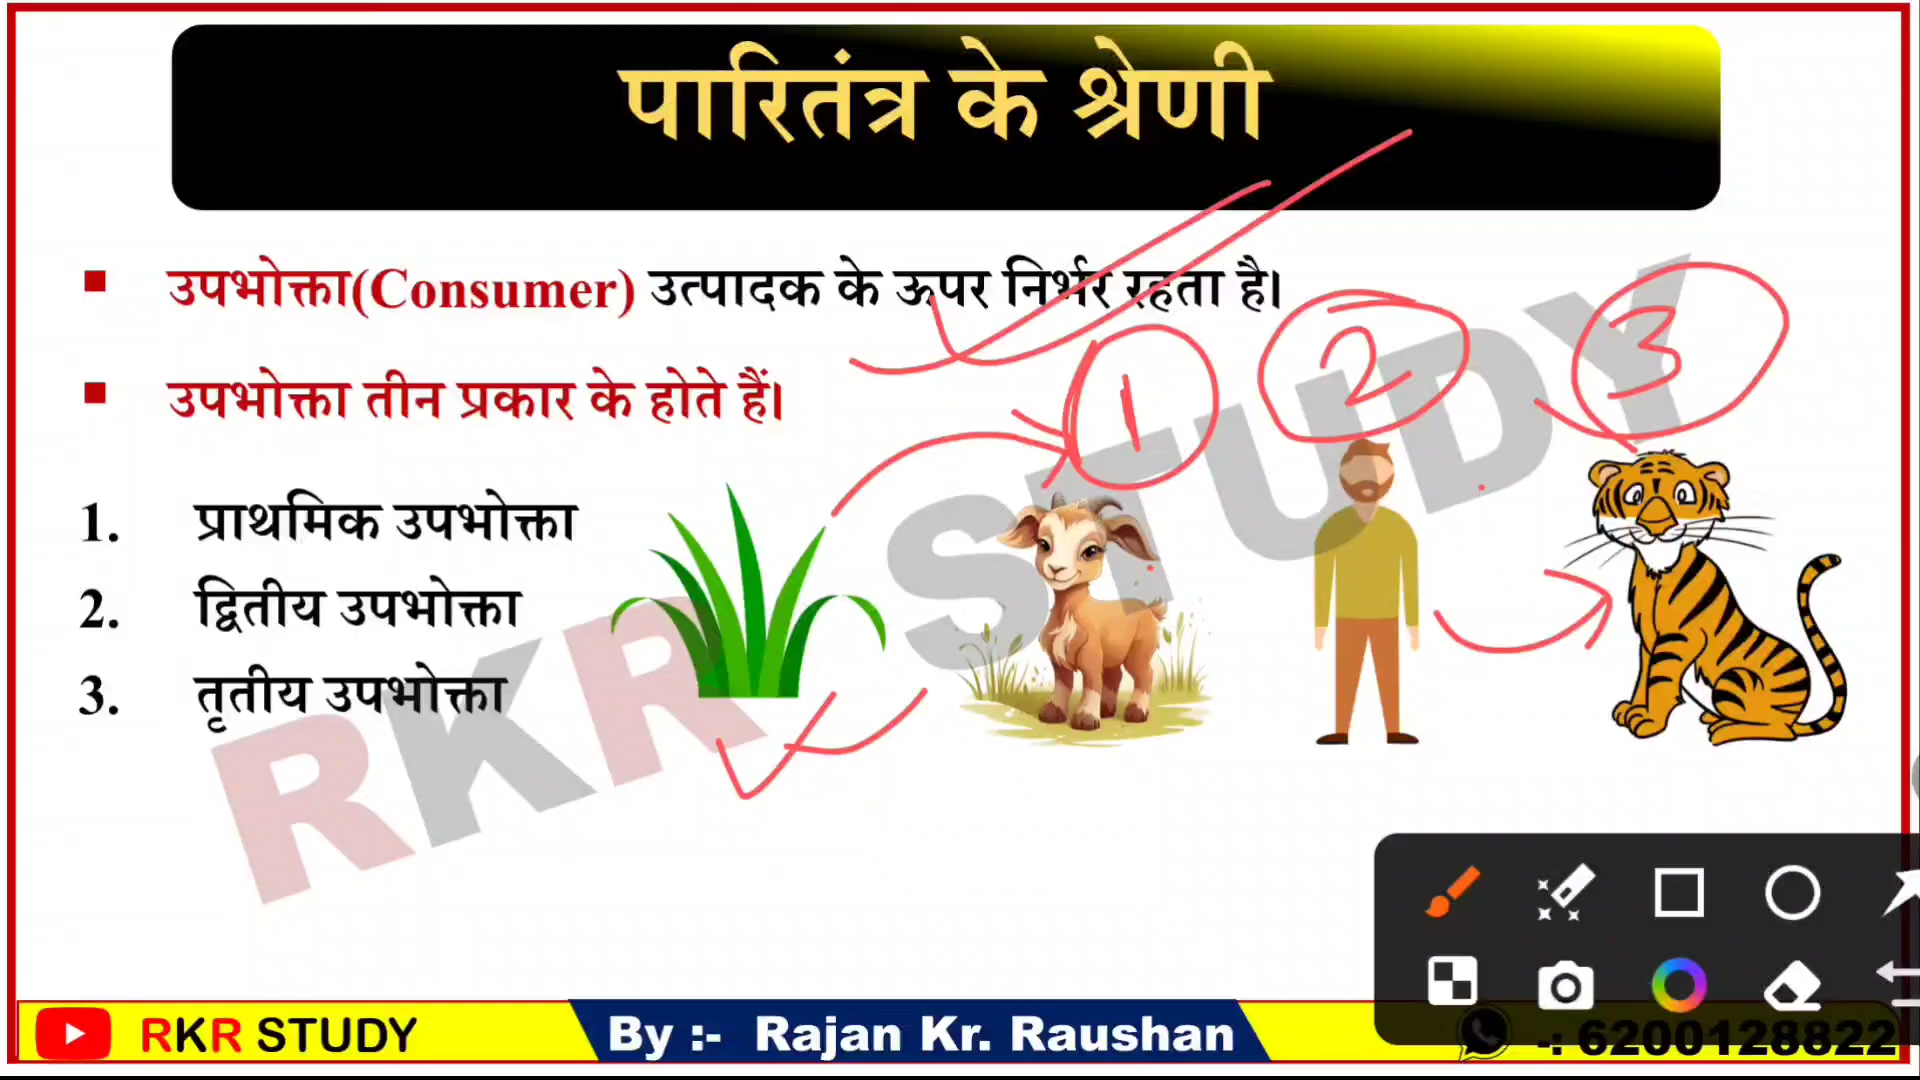 पारितंत्र के श्रेणी
▪ उपभोक्ता(Consumer) उत्पादक के ऊपर निर्भर रहता है।
▪ उपभोक्ता तीन प्रकार के होते हैं।
1 2 3
1. प्राथमिक उपभोक्ता
2. द्वितीय उपभोक्ता
3. तृतीय उपभोक्ता
RKR STUDY
RKR STUDY
By :- Rajan Kr. Raushan
-: 6200128822